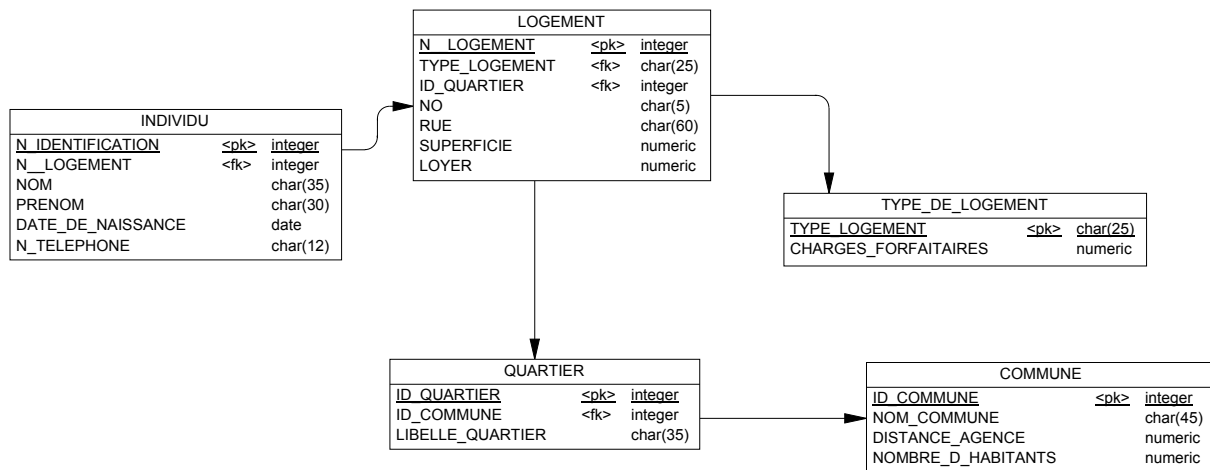 LOGEMENT
N__LOGEMENT <pk> integer
TYPE_LOGEMENT <fk> char(25)
ID_QUARTIER <fk> integer
NO char(5)
RUE char(60)
SUPERFICIE numeric
LOYER numeric
INDIVIDU
N_IDENTIFICATION <pk> integer
N__LOGEMENT <fk> integer
NOM char(35)
PRENOM char(30)
DATE_DE_NAISSANCE date
N_TELEPHONE char(12)
TYPE_DE_LOGEMENT
TYPE_LOGEMENT <pk> char(25)
CHARGES_FORFAITAIRES numeric
QUARTIER
ID_QUARTIER <pk> integer
ID_COMMUNE <fk> integer
LIBELLE_QUARTIER char(35)
COMMUNE
ID_COMMUNE <pk> integer
NOM_COMMUNE char(45)
DISTANCE_AGENCE numeric
NOMBRE_D_HABITANTS numeric